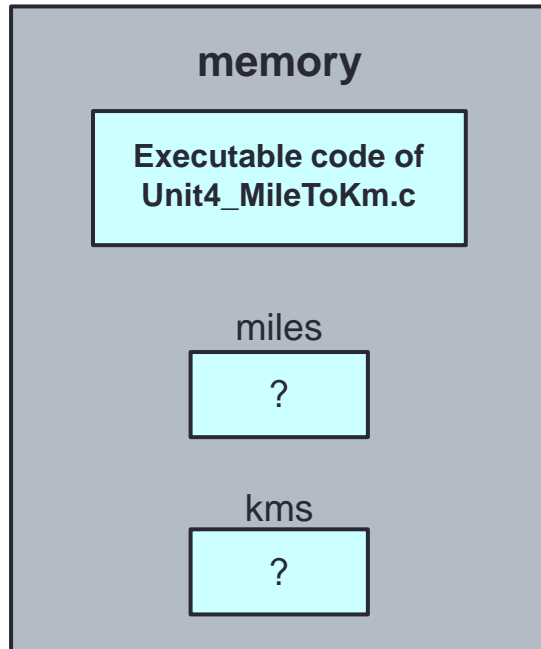 memory
Executable code of
Unit4_MileToKm.c
miles
?
kms
?